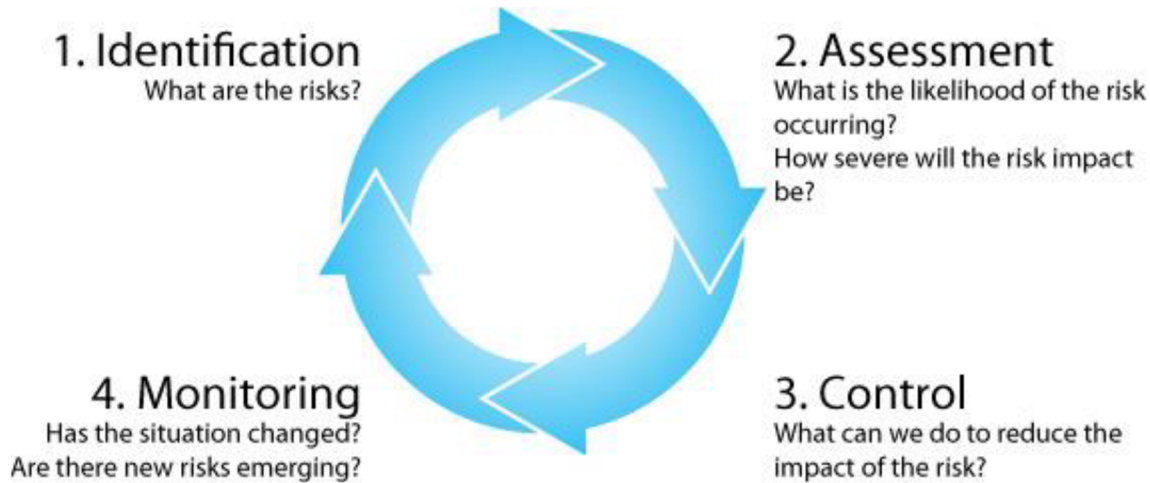 1. Identification
What are the risks?
2. Assessment
What is the likelihood of the risk
occurring?
How severe will the risk impact
be?
3. Control
What can we do to reduce the
impact of the risk?
4. Monitoring
Has the situation changed?
Are there new risks emerging?